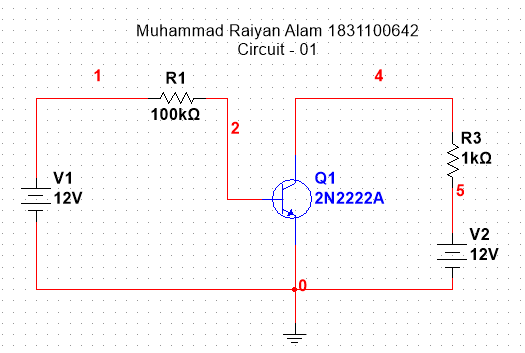 Muhammad Raiyan Alam 1831100642
Circuit - 01
1
R1
100kΩ
2
4
R3
1kΩ
5
V1
12V
Q1
2N2222A
V2
12V
0